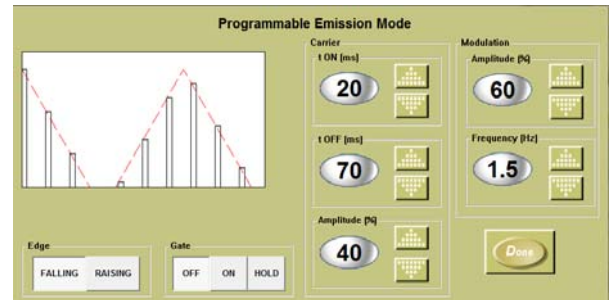 Programmable Emission Mode
Carrier
t ON [ms]
20
t OFF [ms]
70
Amplitude [%]
40
Modulation
Amplitude [%]
60
Frequency [Hz]
1.5
Done
Edge
FALLING RAISING
Gate
OFF ON HOLD